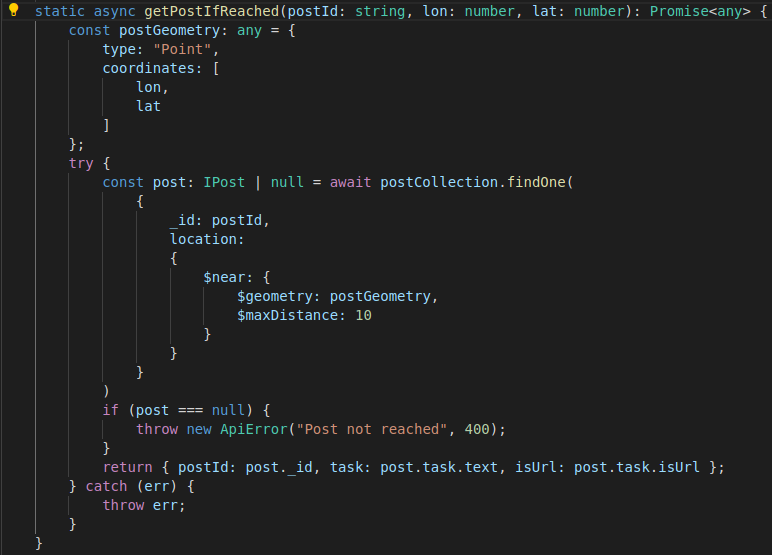 static async getPostIfReached(postId: string, lon: number, lat: number): Promise<any> {
    const postGeometry: any = {
        type: "Point",
        coordinates: [
            lon,
            lat
        ]
    };
    try {
        const post: IPost | null = await postCollection.findOne(
            {
                _id: postId,
                location:
                {
                    $near: {
                        $geometry: postGeometry,
                        $maxDistance: 10
                    }
                }
            }
        )
        if (post === null) {
            throw new ApiError("Post not reached", 400);
        }
        return { postId: post._id, task: post.task.text, isUrl: post.task.isUrl };
    } catch (err) {
        throw err;
    }
}